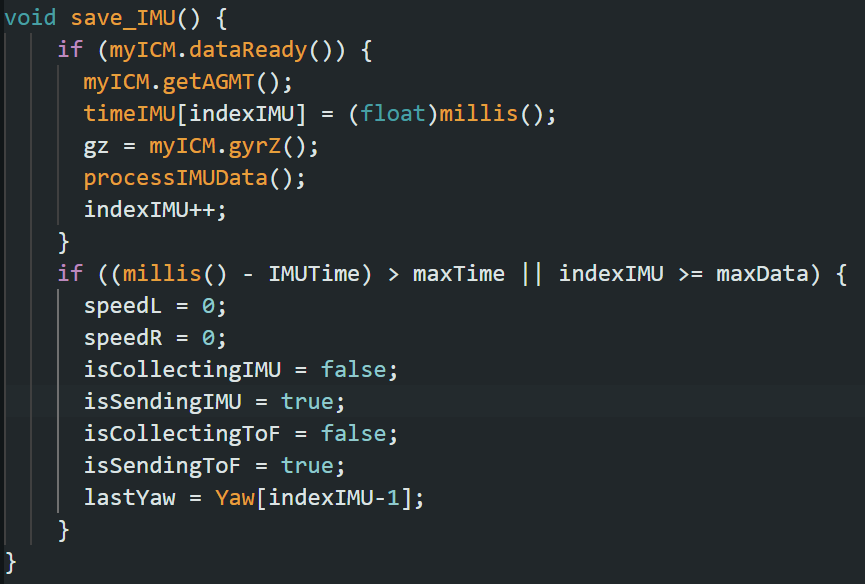 void save_IMU() {
    if (myICM.dataReady()) {
      myICM.getAGMT();
      timeIMU[indexIMU] = (float)millis();
      gz = myICM.gyrZ();
      processIMUData();
      indexIMU++;
    }
    if ((millis() - IMUTime) > maxTime || indexIMU >= maxData) {
      speedL = 0;
      speedR = 0;
      isCollectingIMU = false;
      isSendingIMU = true;
      isCollectingToF = false;
      isSendingToF = true;
      lastYaw = Yaw[indexIMU-1];
    }
}